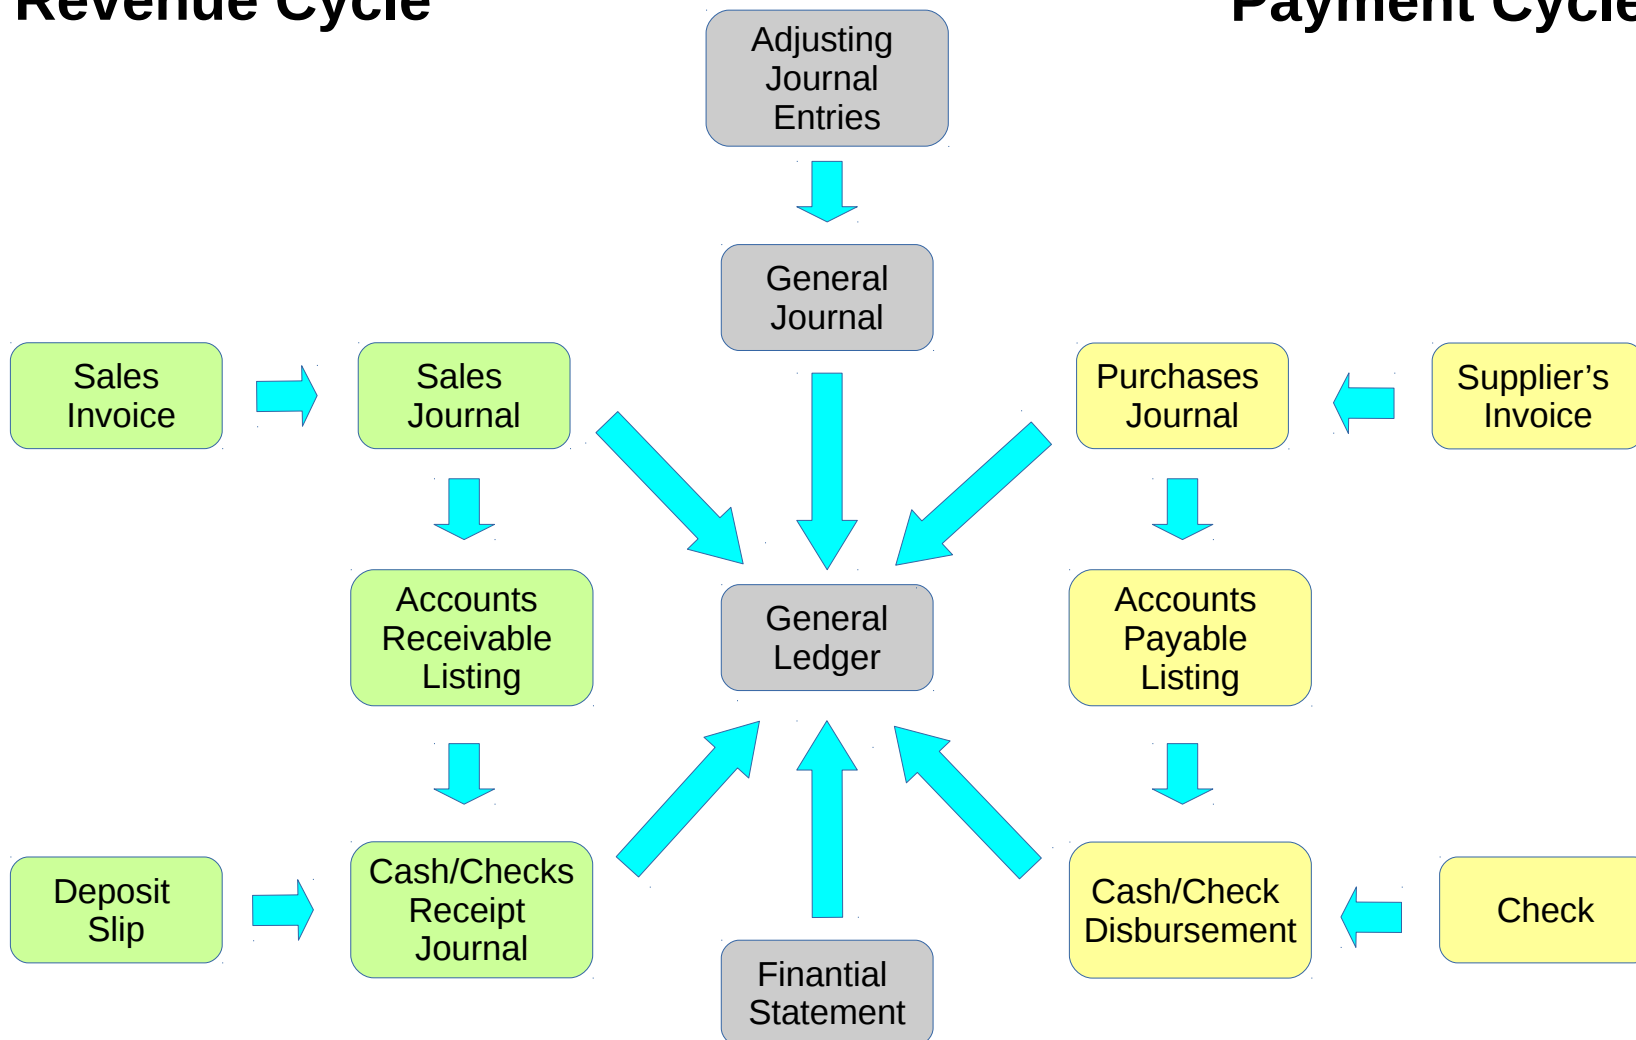 Revenue Cycle
Payment Cycle
Adjusting
Journal
Entries
General
Journal
Sales
Invoice
Sales
Journal
Purchases
Journal
Supplier’s
Invoice
Accounts
Receivable
Listing
General
Ledger
Accounts
Payable
Listing
Deposit
Slip
Cash/Checks
Receipt
Journal
Cash/Check
Disbursement
Check
Finantial
Statement